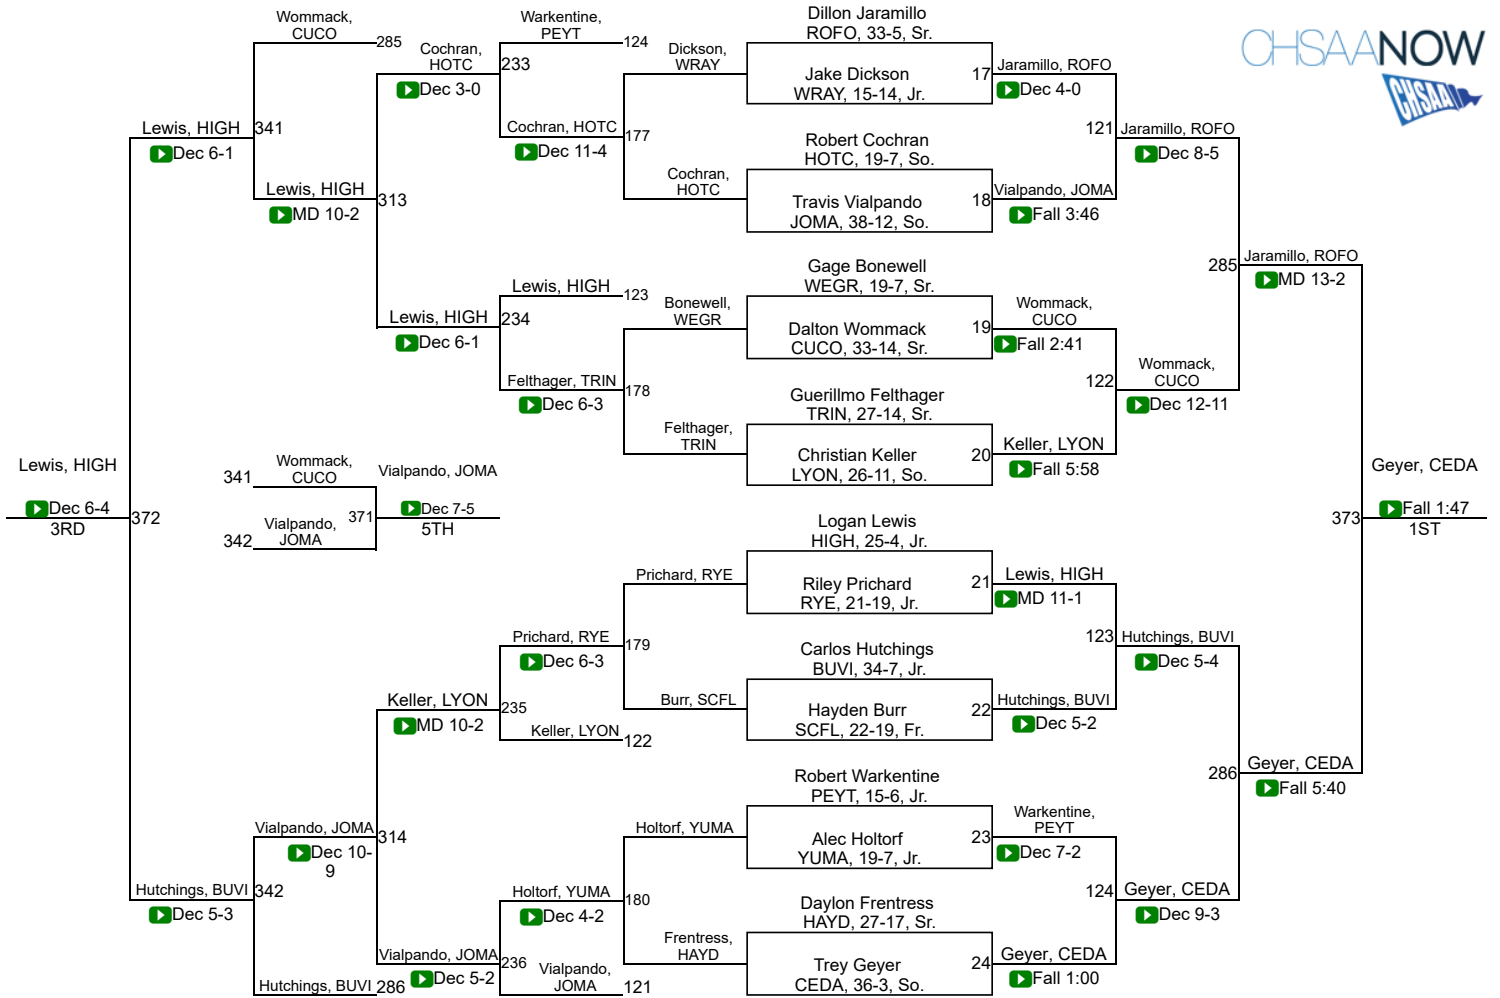 Wommack,
CUCO
285
Cochran,
HOTC
Dec 3-0
Warkentine,
PEYT
124
233
Dickson,
WRAY
Dillon Jaramillo
ROFO, 33-5, Sr.
Jake Dickson
WRAY, 15-14, Jr.
17
Jaramillo, ROFO
Dec 4-0
CHSAANOW
CHSAA
Lewis, HIGH
Dec 6-1
341
Lewis, HIGH
MD 10-2
313
Cochran, HOTC
Dec 11-4
177
Cochran,
HOTC
Robert Cochran
HOTC, 19-7, So.
Travis Vialpando
JOMA, 38-12, So.
18
Vialpando, JOMA
Fall 3:46
121
Jaramillo, ROFO
Dec 8-5
Lewis, HIGH
Dec 6-1
Lewis, HIGH
123
234
Bonewell,
WEGR
Gage Bonewell
WEGR, 19-7, Sr.
Dalton Wommack
CUCO, 33-14, Sr.
19
Wommack,
CUCO
Fall 2:41
285
Jaramillo, ROFO
MD 13-2
Felthager, TRIN
Dec 6-3
178
Felthager,
TRIN
Guerillmo Felthager
TRIN, 27-14, Sr.
Christian Keller
LYON, 26-11, So.
20
Keller, LYON
Fall 5:58
122
Wommack,
CUCO
Dec 12-11
Lewis, HIGH
Dec 6-4
3RD
372
341
Wommack,
CUCO
342
Vialpando,
JOMA
371
Vialpando, JOMA
Dec 7-5
5TH
373
Geyer, CEDA
Fall 1:47
1ST
Prichard, RYE
Logan Lewis
HIGH, 25-4, Jr.
Riley Prichard
RYE, 21-19, Jr.
21
Lewis, HIGH
MD 11-1
Prichard, RYE
Dec 6-3
179
Burr, SCFL
Carlos Hutchings
BUVI, 34-7, Jr.
Hayden Burr
SCFL, 22-19, Fr.
22
Hutchings, BUVI
Dec 5-2
123
Hutchings, BUVI
Dec 5-4
Keller, LYON
MD 10-2
235
Keller, LYON
122
Vialpando, JOMA
Dec 10-
9
314
Holtorf, YUMA
Robert Warkentine
PEYT, 15-6, Jr.
Alec Holtorf
YUMA, 19-7, Jr.
23
Warkentine,
PEYT
Dec 7-2
286
Geyer, CEDA
Fall 5:40
Hutchings, BUVI
Dec 5-3
342
Holtorf, YUMA
Dec 4-2
180
Frentress,
HAYD
Daylon Frentress
HAYD, 27-17, Sr.
Trey Geyer
CEDA, 36-3, So.
24
Geyer, CEDA
Fall 1:00
124
Geyer, CEDA
Dec 9-3
Hutchings, BUVI
286
Vialpando, JOMA
Dec 5-2
236
Vialpando,
JOMA
121